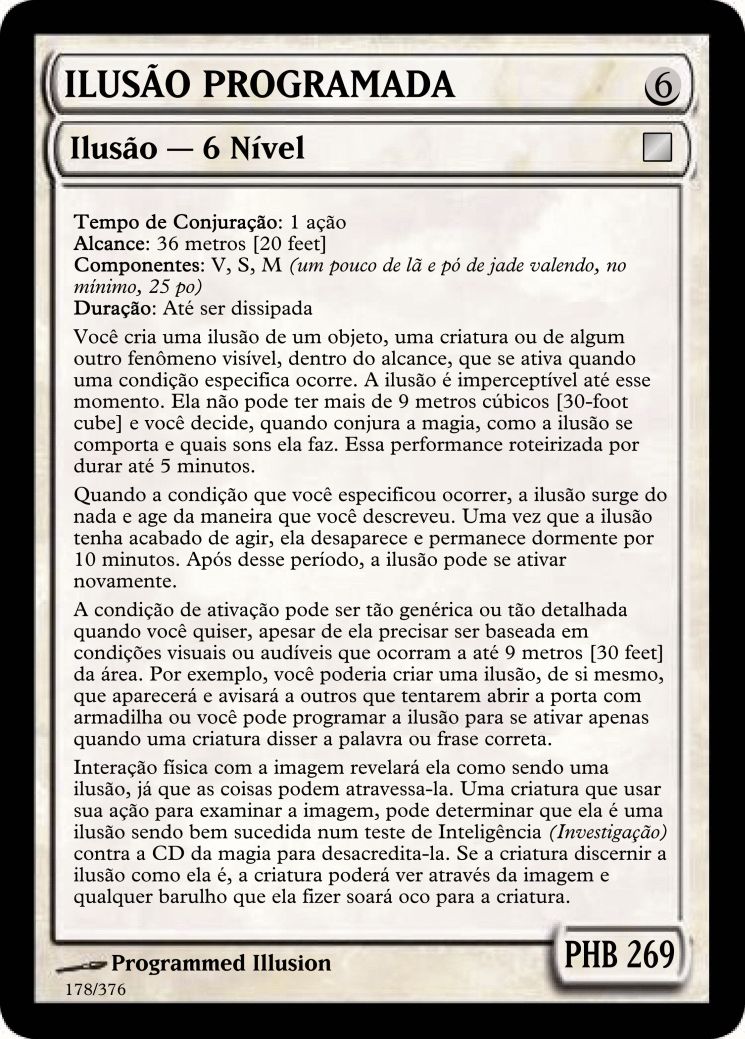 ILUSÃO PROGRAMADA
6
Ilusão — 6 Nível
Tempo de Conjuração: 1 ação
Alcance: 36 metros [20 feet]
Componentes: V, S, M (um pouco de lã e pó de jade valendo, no
mínimo, 25 po)
Duração: Até ser dissipada
Você cria uma ilusão de um objeto, uma criatura ou de algum
outro fenômeno visível, dentro do alcance, que se ativa quando
uma condição especifica ocorre. A ilusão é imperceptível até esse
momento. Ela não pode ter mais de 9 metros cúbicos [30-foot
cube] e você decide, quando conjura a magia, como a ilusão se
comporta e quais sons ela faz. Essa performance roteirizada por
durar até 5 minutos.
Quando a condição que você especificou ocorrer, a ilusão surge do
nada e age da maneira que você descreveu. Uma vez que a ilusão
tenha acabado de agir, ela desaparece e permanece dormente por
10 minutos. Após desse período, a ilusão pode se ativar
novamente.
A condição de ativação pode ser tão genérica ou tão detalhada
quando você quiser, apesar de ela precisar ser baseada em
condições visuais ou audíveis que ocorram a até 9 metros [30 feet]
da área. Por exemplo, você poderia criar uma ilusão, de si mesmo,
que aparecerá e avisará a outros que tentarem abrir a porta com
armadilha ou você pode programar a ilusão para se ativar apenas
quando uma criatura disser a palavra ou frase correta.
Interação física com a imagem revelará ela como sendo uma
ilusão, já que as coisas podem atravessa-la. Uma criatura que usar
sua ação para examinar a imagem, pode determinar que ela é uma
ilusão sendo bem sucedida num teste de Inteligência (Investigação)
contra a CD da magia para desacredita-la. Se a criatura discernir a
ilusão como ela é, a criatura poderá ver através da imagem e
qualquer barulho que ela fizer soará oco para a criatura.
PHB 269
Programmed Illusion
178/376